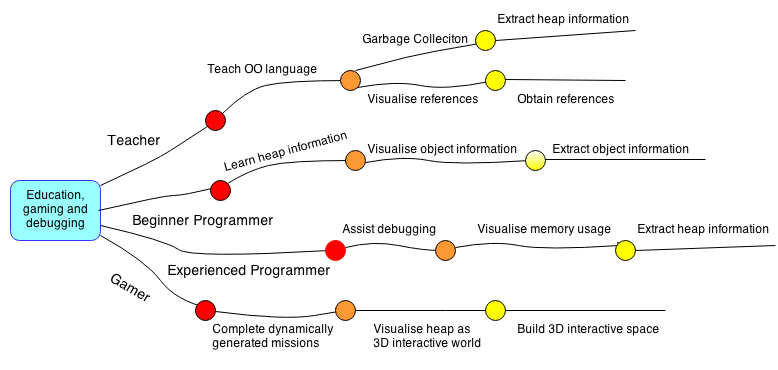 Extract heap information
Garbage Colleciton
Teach OO language
Visualise references
Obtain references
Teacher
Learn heap information
Visualise object information
Extract object information
Education,
gaming and
debugging
Beginner Programmer
Assist debugging
Visualise memory usage
Extract heap information
Experienced Programmer
Gamer
Complete dynamically
generated missions
Visualise heap as
3D interactive world
Build 3D interactive space